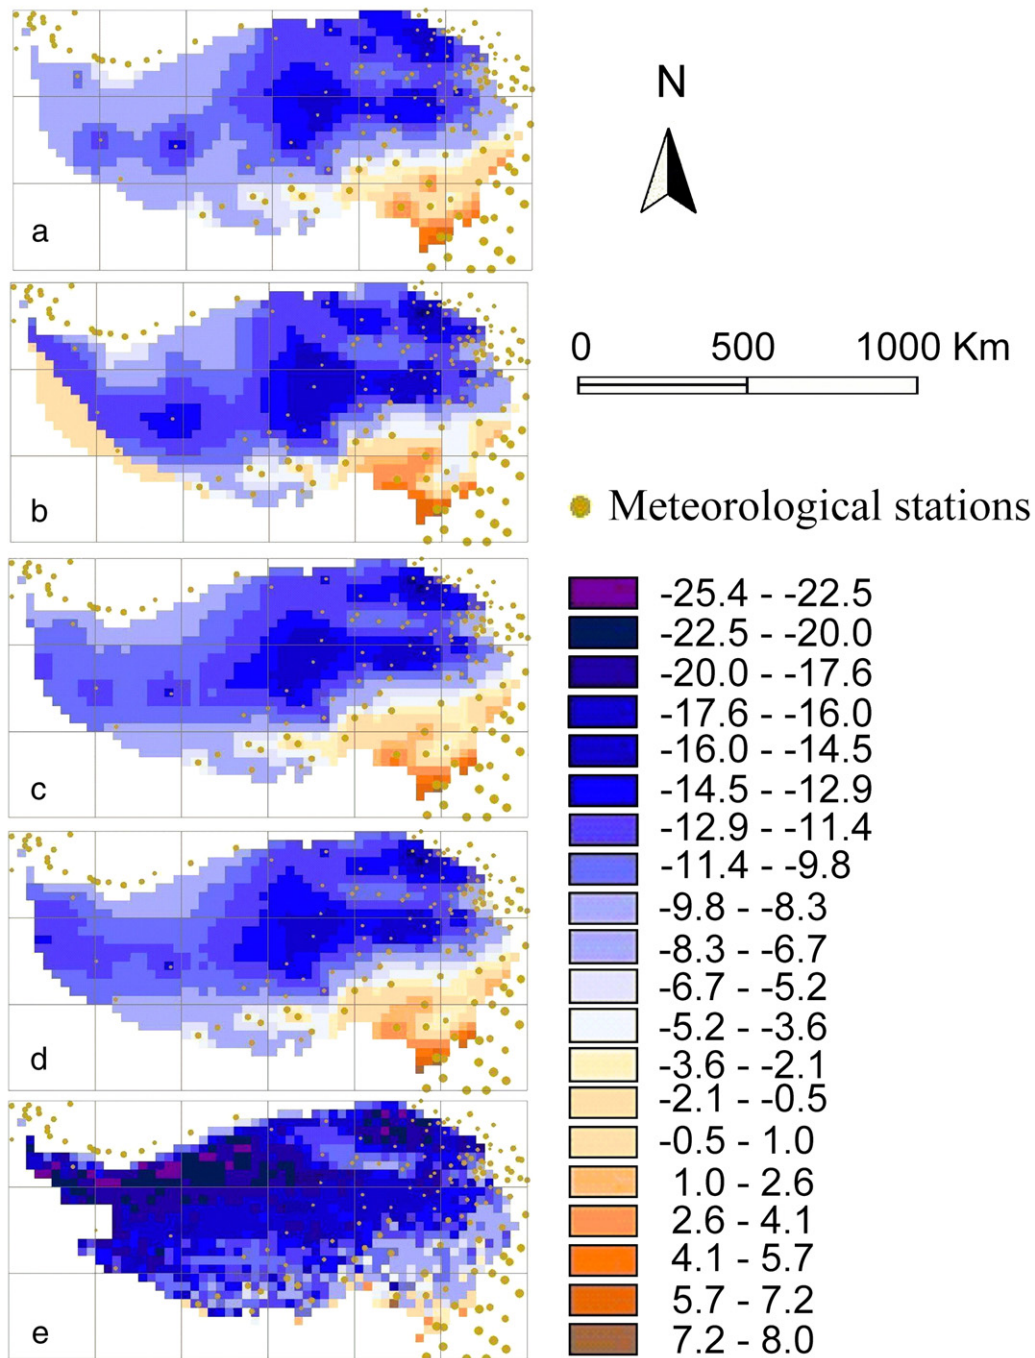 a
b
c
d
e
N
0 500 1000 Km
Meteorological stations
-25.4 - -22.5
-22.5 - -20.0
-20.0 - -17.6
-17.6 - -16.0
-16.0 - -14.5
-14.5 - -12.9
-12.9 - -11.4
-11.4 - -9.8
-9.8 - -8.3
-8.3 - -6.7
-6.7 - -5.2
-5.2 - -3.6
-3.6 - -2.1
-2.1 - -0.5
-0.5 - 1.0
1.0 - 2.6
2.6 - 4.1
4.1 - 5.7
5.7 - 7.2
7.2 - 8.0